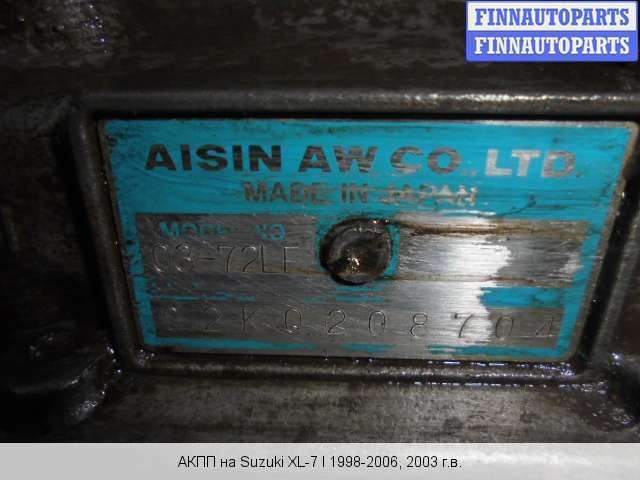 FINNAUTOPARTS
FINNAUTOPARTS
AISIN AW CO., LTD.
MADE IN JAPAN
MODEL NO
03-72LE
02K0208704
АКПП на Suzuki XL-7 I 1998-2006, 2003 г.в.